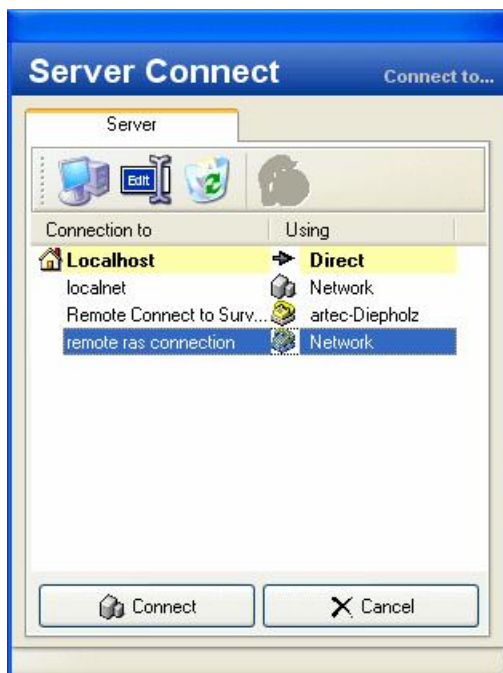 Server Connect Connect to...
Server
Edit
Connection to Using
Localhost Direct
localnet Network
Remote Connect to Surv... artec-Diepholz
remote ras connection Network
Connect Cancel